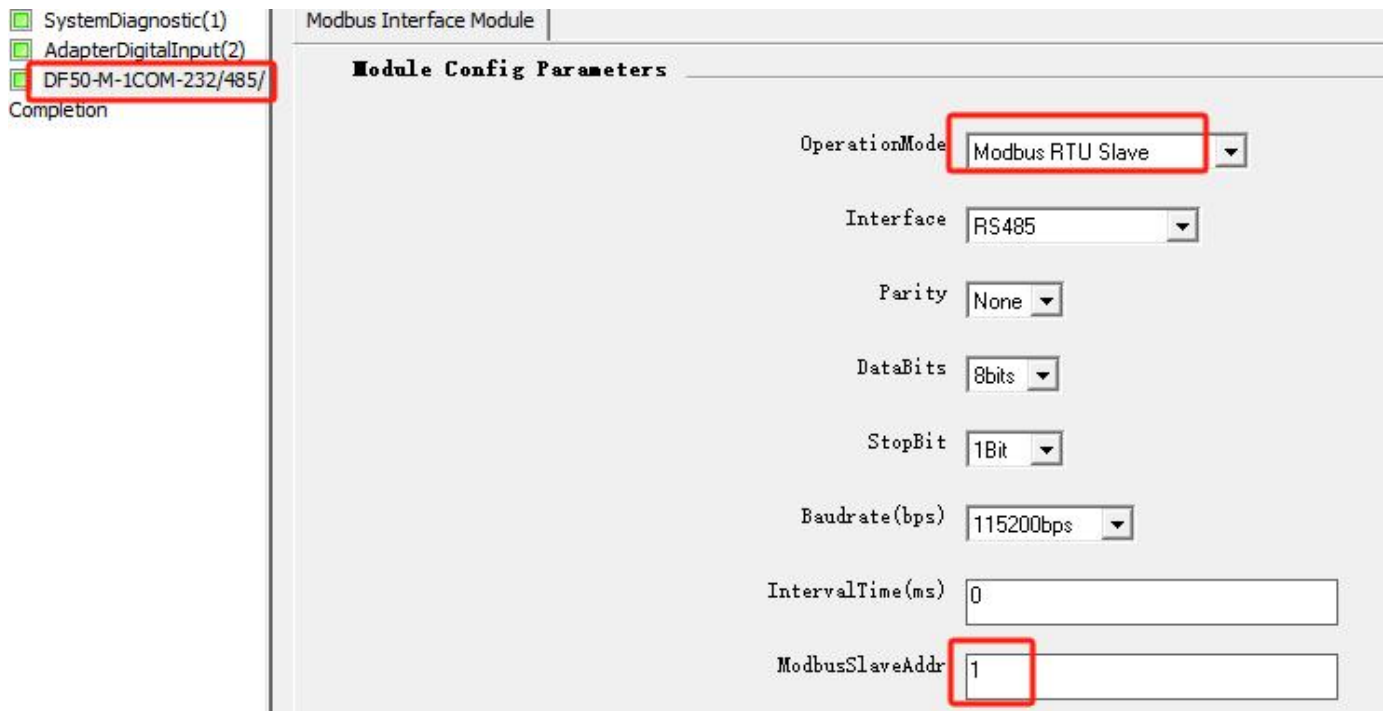 SystemDiagnostic(1)
AdapterDigitalInput(2)
DF50-M-1COM-232/485/
Completion
Modbus Interface Module
Module Config Parameters
OperationMode Modbus RTU Slave
Interface RS485
Parity None
DataBits 8bits
StopBit 1Bit
Baudrate(bps) 115200bps
IntervalTime(ms) 0
ModbusSlaveAddr 1